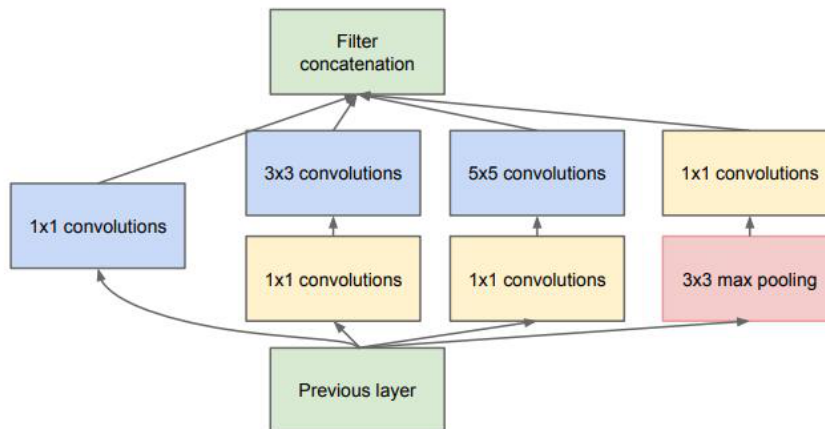 Filter
concatenation
3x3 convolutions
5x5 convolutions
1x1 convolutions
1x1 convolutions
1x1 convolutions
1x1 convolutions
3x3 max pooling
Previous layer